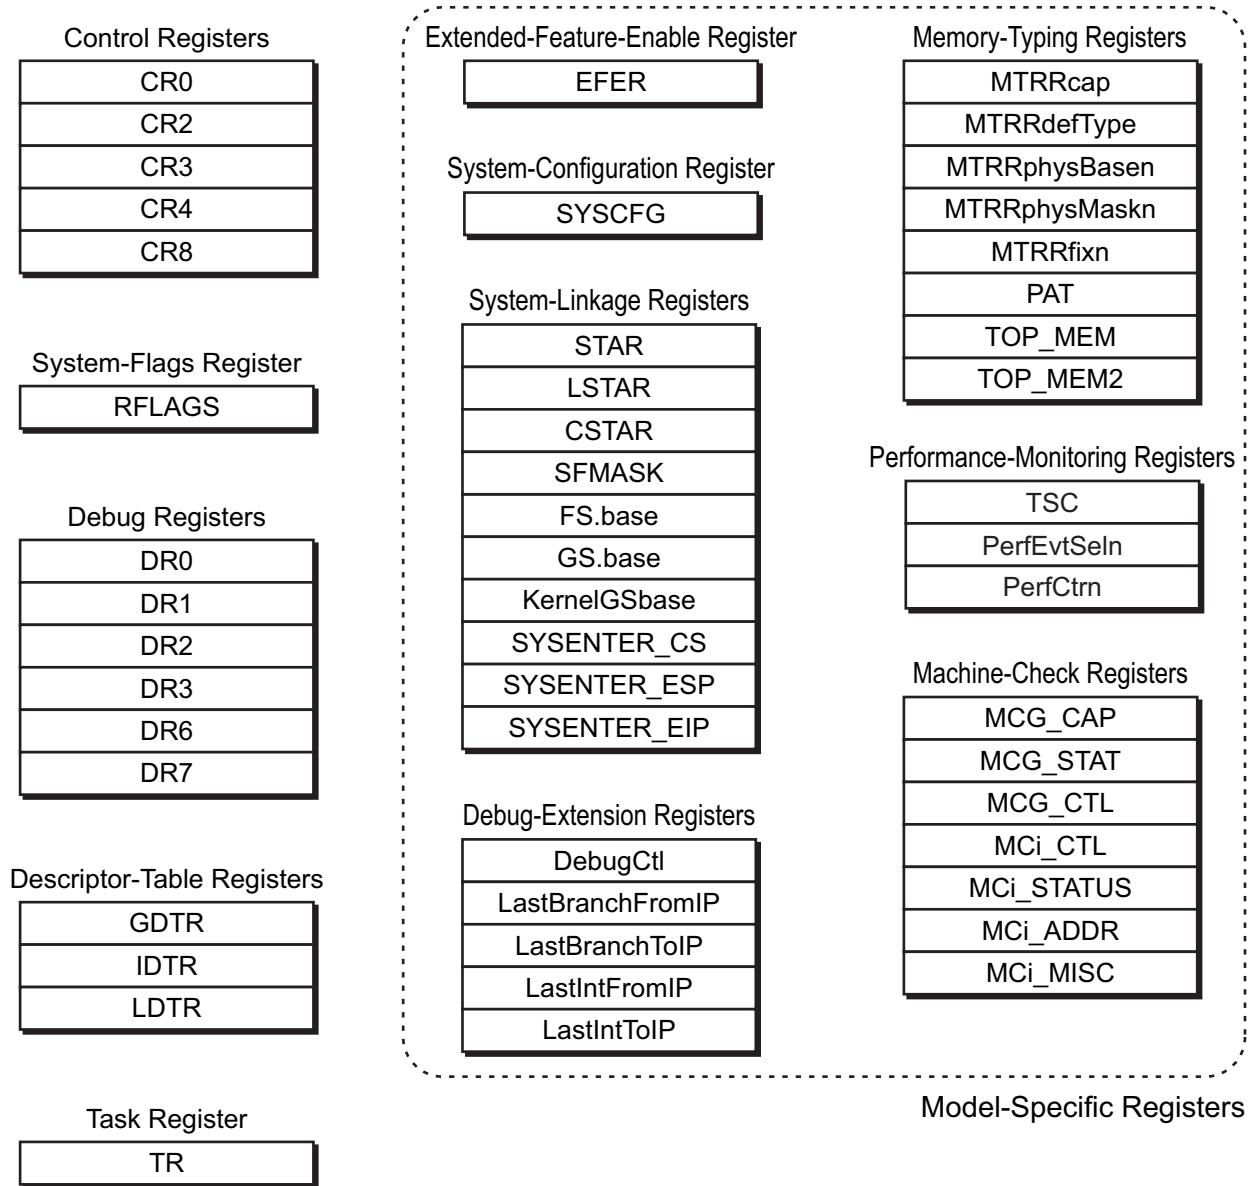 Control Registers
CR0
CR2
CR3
CR4
CR8
System-Flags Register
RFLAGS
Debug Registers
DR0
DR1
DR2
DR3
DR6
DR7
Descriptor-Table Registers
GDTR
IDTR
LDTR
Task Register
TR
Extended-Feature-Enable Register
EFER
System-Configuration Register
SYSCFG
System-Linkage Registers
STAR
LSTAR
CSTAR
SFMASK
FS.base
GS.base
KernelGSbase
SYSENTER_CS
SYSENTER_ESP
SYSENTER_EIP
Debug-Extension Registers
DebugCtl
LastBranchFromIP
LastBranchToIP
LastIntFromIP
LastIntToIP
Memory-Typing Registers
MTRRcap
MTRRdefType
MTRRphysBasen
MTRRphysMaskn
MTRRfixn
PAT
TOP_MEM
TOP_MEM2
Performance-Monitoring Registers
TSC
PerfEvtSeln
PerfCtrn
Machine-Check Registers
MCG_CAP
MCG_STAT
MCG_CTL
MCi_CTL
MCi_STATUS
MCi_ADDR
MCi_MISC
Model-Specific Registers